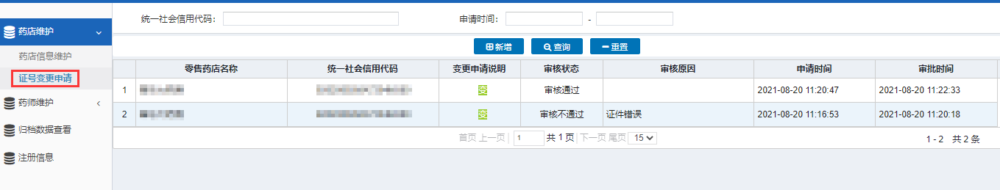 统一社会信用代码：
申请时间：
-
药店维护
药店信息维护
证号变更申请
药师维护
归档数据查看
注册信息
新增 查询 重置
零售药店名称 统一社会信用代码 变更申请说明 审核状态 审核原因 申请时间 审批时间
1 变 审核通过 2021-08-20 11:20:47 2021-08-20 11:22:33
2 变 审核不通过 证件错误 2021-08-20 11:16:53 2021-08-20 11:20:18
首页 上一页 | 1 共 1 页 | 下一页 尾页 15
1 - 2 共 2 条